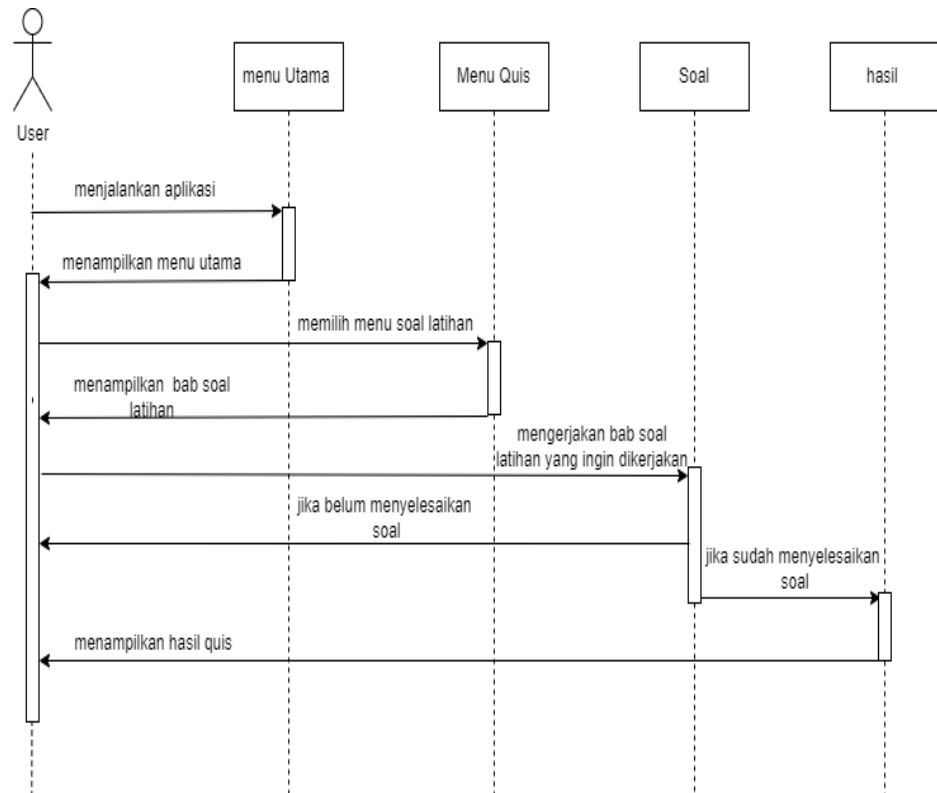 menu Utama
Menu Quis
Soal
hasil
User
menjalankan aplikasi
menampilkan menu utama
memilih menu soal latihan
menampilkan bab soal
latihan
mengerjakan bab soal
latihan yang ingin dikerjakan
jika belum menyelesaikan
soal
jika sudah menyelesaikan
soal
menampilkan hasil quis